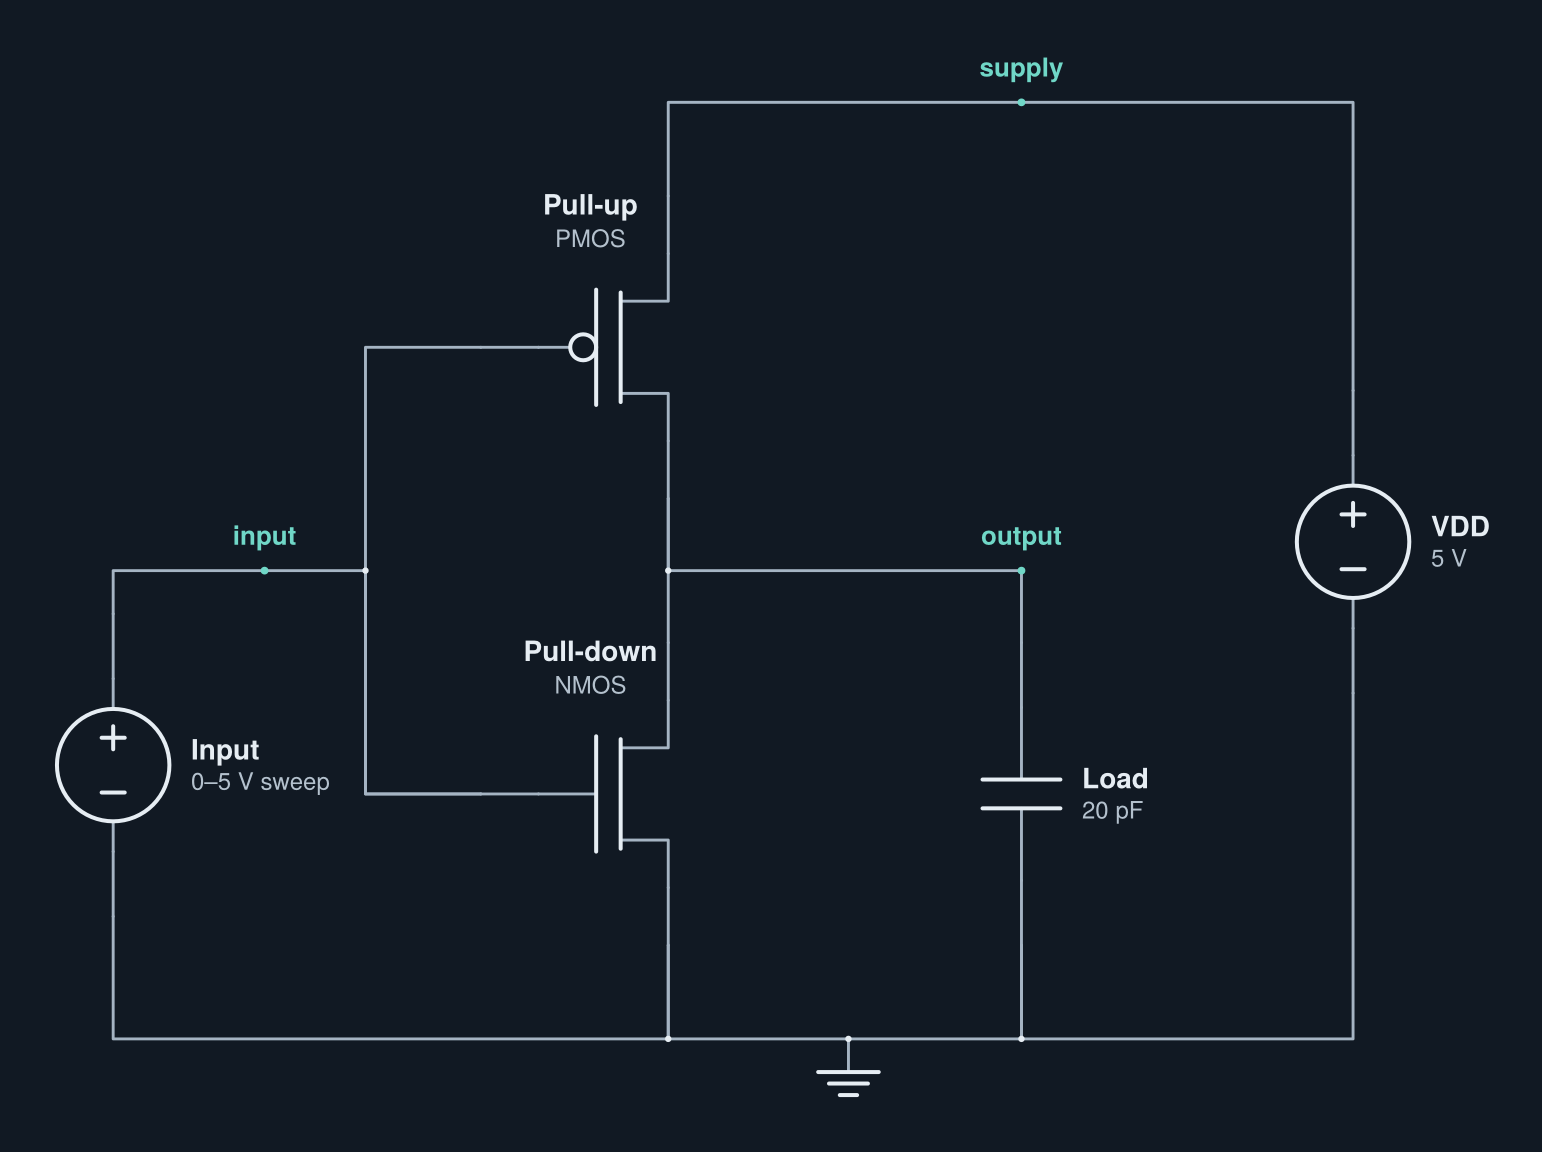 supply
Pull-up
PMOS
input
output
VDD
5 V
Pull-down
NMOS
Input
0–5 V sweep
Load
20 pF